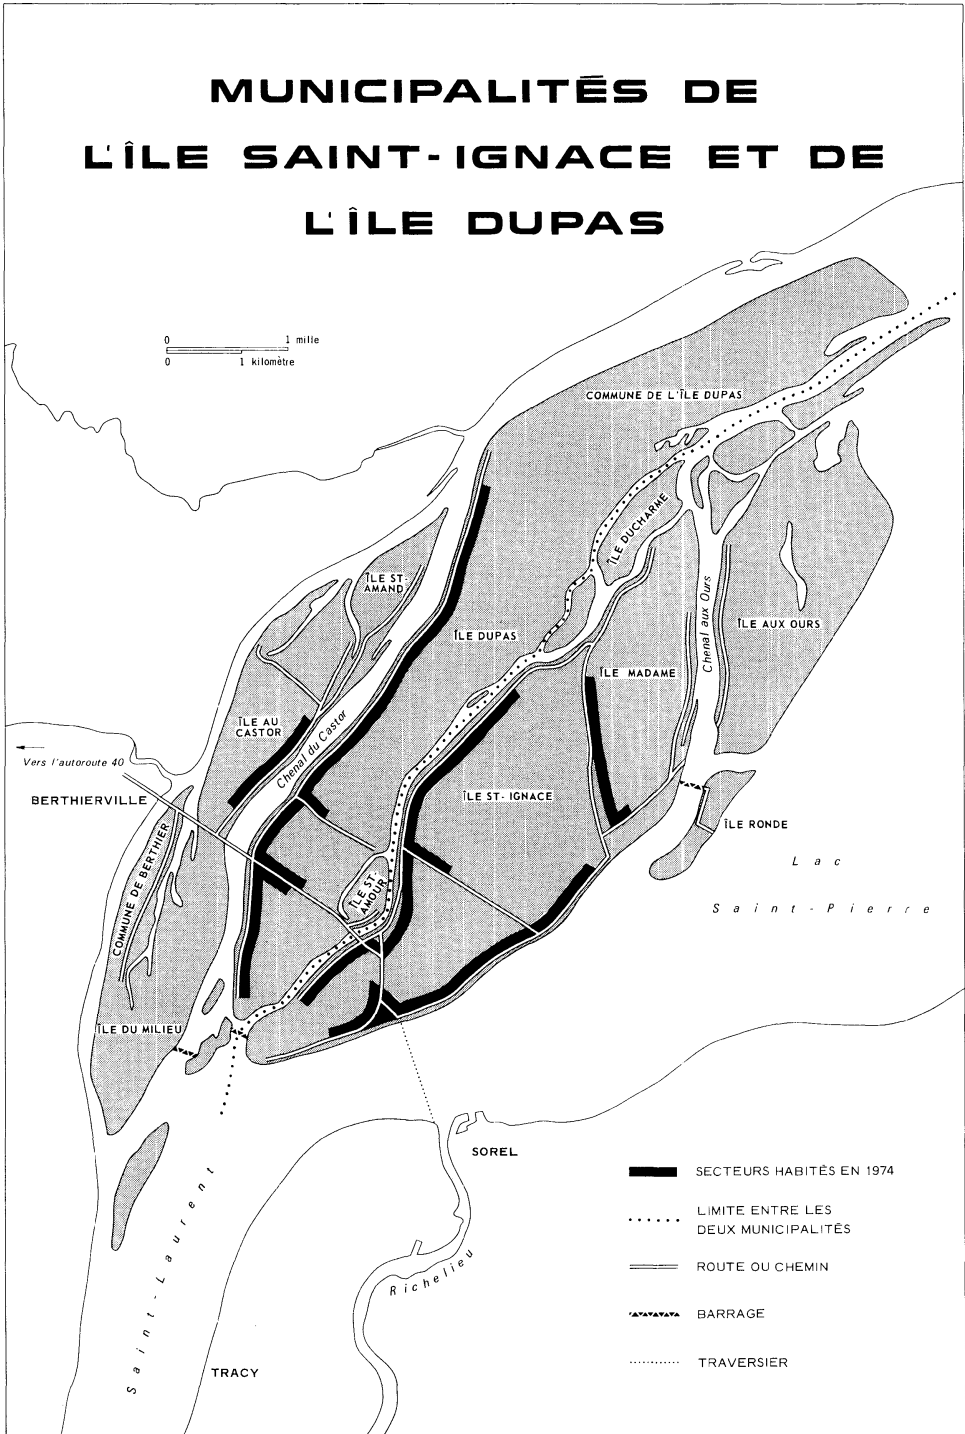 MUNICIPALITÉS DE
L'ÎLE SAINT-IGNACE ET DE
L'ÎLE DUPAS
0 1 mille
0 1 kilomètre
COMMUNE DE L'ÎLE DUPAS
ÎLE DUCHARME
ÎLE ST-
AMAND
Chenal aux Ours
ÎLE AUX OURS
ÎLE DUPAS
ÎLE MADAME
ÎLE AU
CASTOR
Chenal du Castor
Vers l'autoroute 40
BERTHIERVILLE
ÎLE ST-IGNACE
ÎLE RONDE
COMMUNE DE BERTHIER
ÎLE ST-
AMOUR
Lac
Saint-Pierre
ÎLE DU MILIEU
SOREL
Saint-Laurent
Richelieu
TRACY
SECTEURS HABITÉS EN 1974
LIMITE ENTRE LES
DEUX MUNICIPALITÉS
ROUTE OU CHEMIN
BARRAGE
TRAVERSIER